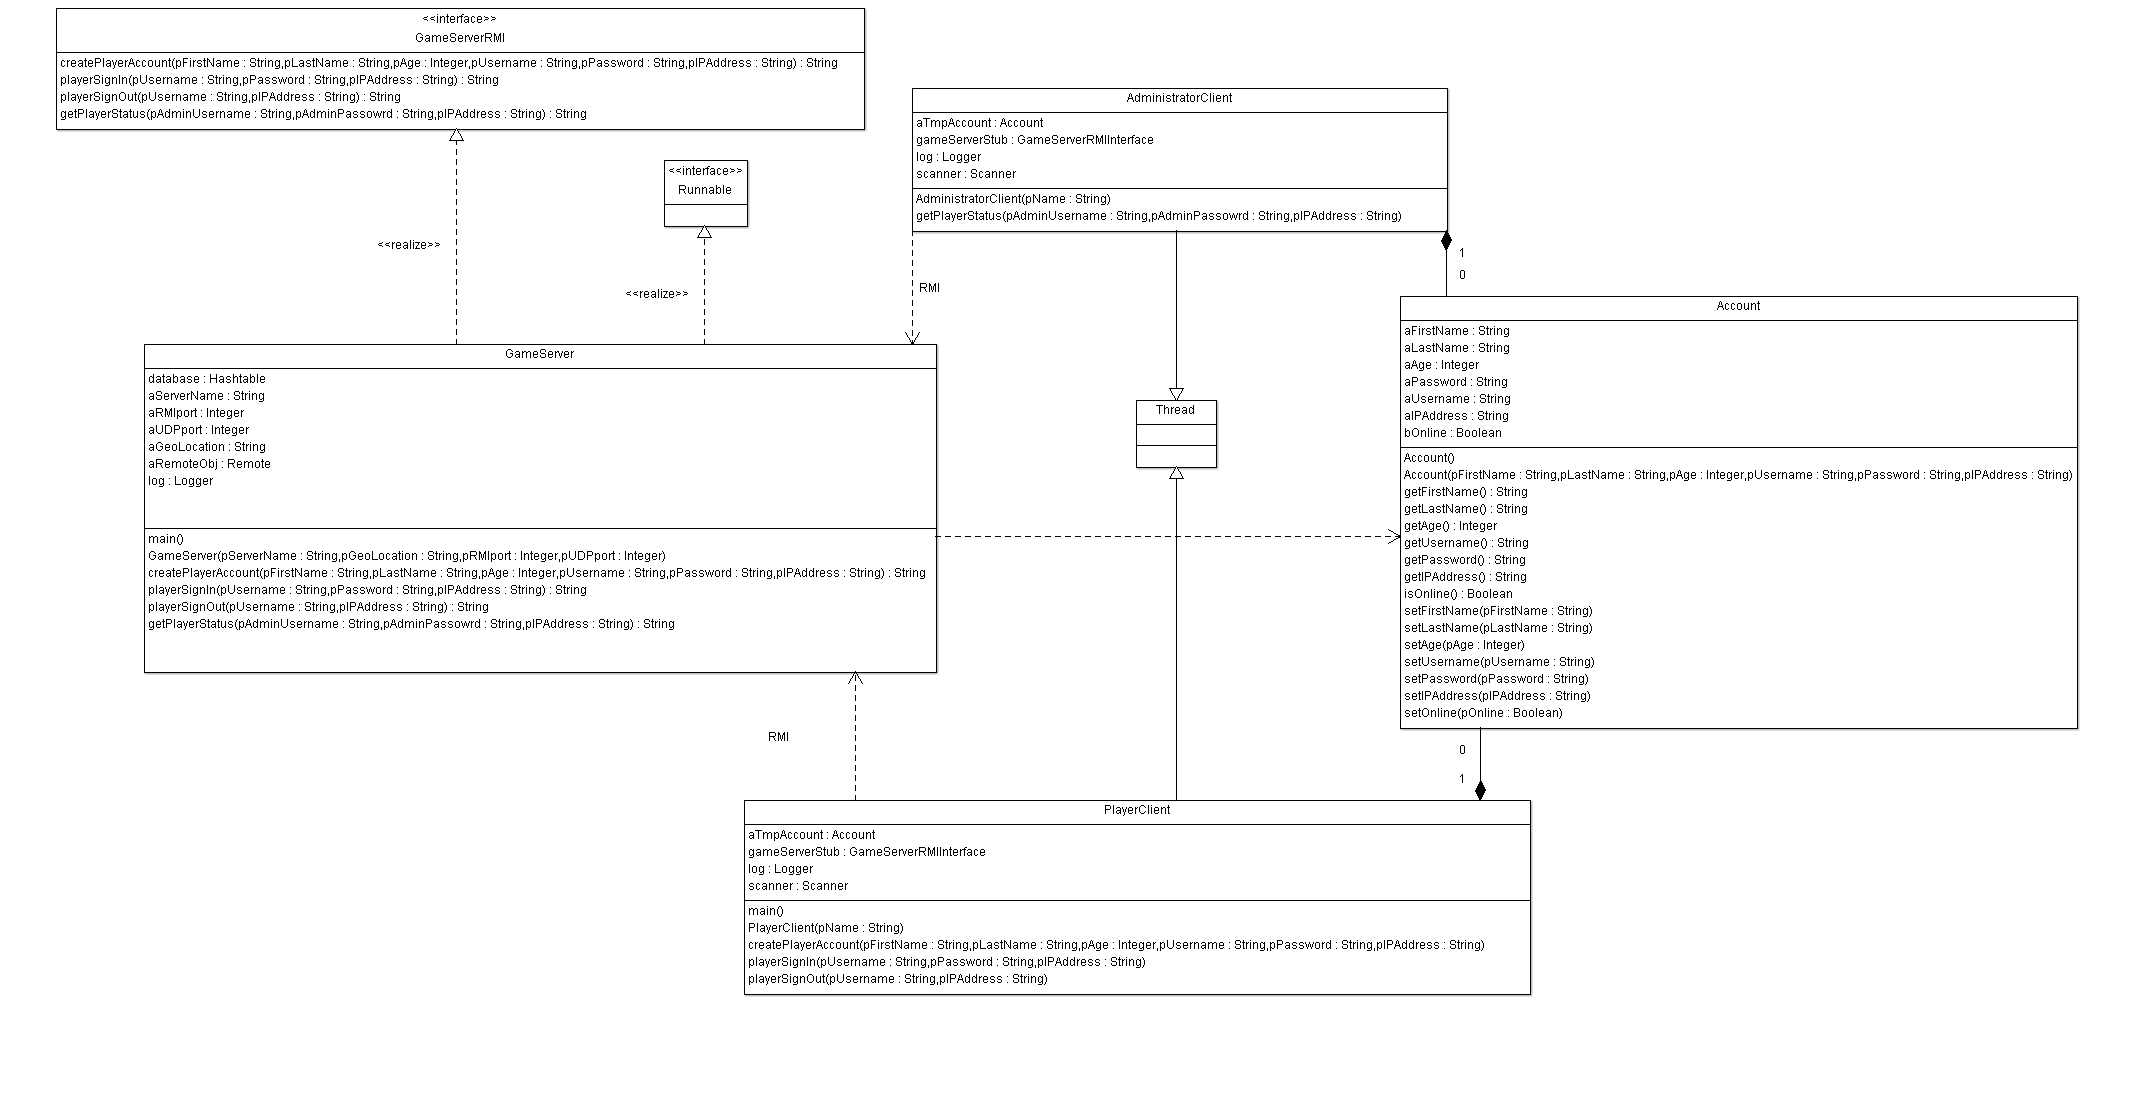 <<interface>>
GameServerRMI
createPlayerAccount(pFirstName : String,pLastName : String,pAge : Integer,pUsername : String,pPassword : String,pIPAddress : String) : String
playerSignIn(pUsername : String,pPassword : String,pIPAddress : String) : String
playerSignOut(pUsername : String,pIPAddress : String) : String
getPlayerStatus(pAdminUsername : String,pAdminPassowrd : String,pIPAddress : String) : String
<<interface>>
Runnable
<<realize>>
<<realize>>
AdministratorClient
aTmpAccount : Account
gameServerStub : GameServerRMIInterface
log : Logger
scanner : Scanner
AdministratorClient(pName : String)
getPlayerStatus(pAdminUsername : String,pAdminPassowrd : String,pIPAddress : String)
RMI
1
0
GameServer
database : Hashtable
aServerName : String
aRMIport : Integer
aUDPport : Integer
aGeoLocation : String
aRemoteObj : Remote
log : Logger
main()
GameServer(pServerName : String,pGeoLocation : String,pRMIport : Integer,pUDPport : Integer)
createPlayerAccount(pFirstName : String,pLastName : String,pAge : Integer,pUsername : String,pPassword : String,pIPAddress : String) : String
playerSignIn(pUsername : String,pPassword : String,pIPAddress : String) : String
playerSignOut(pUsername : String,pIPAddress : String) : String
getPlayerStatus(pAdminUsername : String,pAdminPassowrd : String,pIPAddress : String) : String
Thread
Account
aFirstName : String
aLastName : String
aAge : Integer
aPassword : String
aUsername : String
aIPAddress : String
bOnline : Boolean
Account()
Account(pFirstName : String,pLastName : String,pAge : Integer,pUsername : String,pPassword : String,pIPAddress : String)
getFirstName() : String
getLastName() : String
getAge() : Integer
getUsername() : String
getPassword() : String
getIPAddress() : String
isOnline() : Boolean
setFirstName(pFirstName : String)
setLastName(pLastName : String)
setAge(pAge : Integer)
setUsername(pUsername : String)
setPassword(pPassword : String)
setIPAddress(pIPAddress : String)
setOnline(pOnline : Boolean)
RMI
0
1
PlayerClient
aTmpAccount : Account
gameServerStub : GameServerRMIInterface
log : Logger
scanner : Scanner
main()
PlayerClient(pName : String)
createPlayerAccount(pFirstName : String,pLastName : String,pAge : Integer,pUsername : String,pPassword : String,pIPAddress : String)
playerSignIn(pUsername : String,pPassword : String,pIPAddress : String)
playerSignOut(pUsername : String,pIPAddress : String)